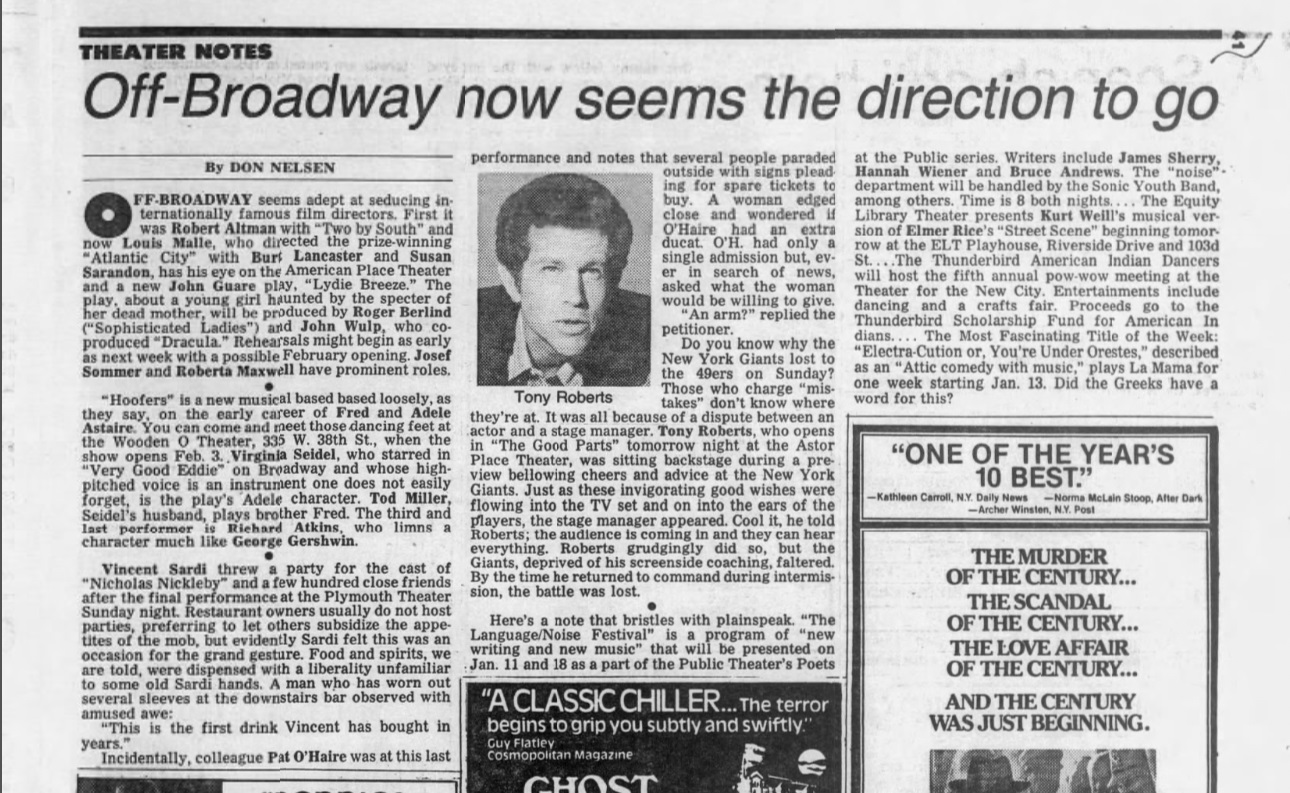 41
THEATER NOTES
Off-Broadway now seems the direction to go
By DON NELSEN
OFF-BROADWAY seems adept at seducing in-
ternationally famous film directors. First it
was Robert Altman with "Two by South" and
now Louis Malle, who directed the prize-winning
"Atlantic City" with Burt Lancaster and Susan
Sarandon, has his eye on the American Place Theater
and a new John Guare play, "Lydie Breeze." The
play, about a young girl haunted by the specter of
her dead mother, will be produced by Roger Berlind
("Sophisticated Ladies") and John Wulp, who co-
produced "Dracula." Rehearsals might begin as early
as next week with a possible February opening. Josef
Sommer and Roberta Maxwell have prominent roles.
●
"Hoofers" is a new musical based based loosely, as
they say, on the early career of Fred and Adele
Astaire. You can come and meet those dancing feet at
the Wooden O Theater, 335 W. 38th St., when the
show opens Feb. 3. Virginia Seidel, who starred in
"Very Good Eddie" on Broadway and whose high-
pitched voice is an instrument one does not easily
forget, is the play's Adele character. Tod Miller,
Seidel's husband, plays brother Fred. The third and
last performer is Richard Atkins, who limns a
character much like George Gershwin.
●
Vincent Sardi threw a party for the cast of
"Nicholas Nickleby" and a few hundred close friends
after the final performance at the Plymouth Theater
Sunday night. Restaurant owners usually do not host
parties, preferring to let others subsidize the appe-
tites of the mob, but evidently Sardi felt this was an
occasion for the grand gesture. Food and spirits, we
are told, were dispensed with a liberality unfamiliar
to some old Sardi hands. A man who has worn out
several sleeves at the downstairs bar observed with
amused awe:
"This is the first drink Vincent has bought in
years."
Incidentally, colleague Pat O'Haire was at this last
performance and notes that several people paraded
outside with signs plead-
ing for spare tickets to
buy. A woman edged
close and wondered if
O'Haire had an extra
ducat. O'H. had only a
single admission but, ev-
er in search of news,
asked what the woman
would be willing to give.
"An arm?" replied the
petitioner.
Do you know why the
New York Giants lost to
the 49ers on Sunday?
Those who charge "mis-
takes" don't know where
Tony Roberts
they're at. It was all because of a dispute between an
actor and a stage manager. Tony Roberts, who opens
in "The Good Parts" tomorrow night at the Astor
Place Theater, was sitting backstage during a pre-
view bellowing cheers and advice at the New York
Giants. Just as these invigorating good wishes were
flowing into the TV set and on into the ears of the
players, the stage manager appeared. Cool it, he told
Roberts; the audience is coming in and they can hear
everything. Roberts grudgingly did so, but the
Giants, deprived of his screenside coaching, faltered.
By the time he returned to command during intermis-
sion, the battle was lost.
●
Here's a note that bristles with plainspeak. "The
Language/Noise Festival" is a program of "new
writing and new music" that will be presented on
Jan. 11 and 18 as a part of the Public Theater's Poets
at the Public series. Writers include James Sherry,
Hannah Wiener and Bruce Andrews. The "noise"
department will be handled by the Sonic Youth Band,
among others. Time is 8 both nights.... The Equity
Library Theater presents Kurt Weill's musical ver-
sion of Elmer Rice's "Street Scene" beginning tomor-
row at the ELT Playhouse, Riverside Drive and 103d
St....The Thunderbird American Indian Dancers
will host the fifth annual pow-wow meeting at the
Theater for the New City. Entertainments include
dancing and a crafts fair. Proceeds go to the
Thunderbird Scholarship Fund for American In
dians.... The Most Fascinating Title of the Week:
"Electra-Cution or, You're Under Orestes," described
as an "Attic comedy with music," plays La Mama for
one week starting Jan. 13. Did the Greeks have a
word for this?
"A CLASSIC CHILLER...The terror
begins to grip you subtly and swiftly."
Guy Flatley
Cosmopolitan Magazine
GHOST
"ONE OF THE YEAR'S
10 BEST."
—Kathleen Carroll, N.Y. Daily News —Norma McLain Stoop, After Dark
—Archer Winsten, N.Y. Post
THE MURDER
OF THE CENTURY...
THE SCANDAL
OF THE CENTURY...
THE LOVE AFFAIR
OF THE CENTURY...
AND THE CENTURY
WAS JUST BEGINNING.